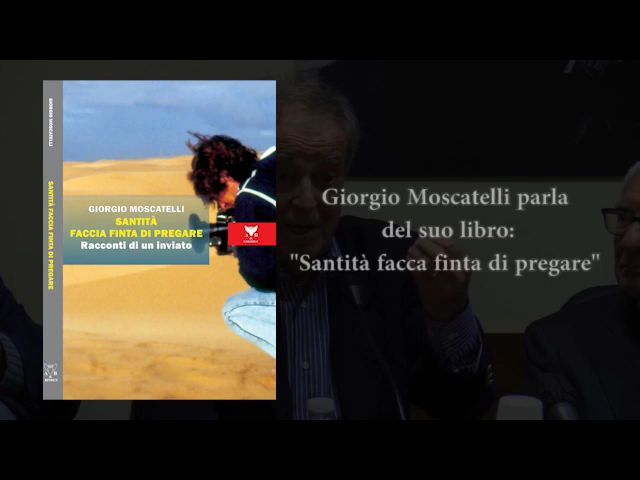 GIORGIO MOSCATELLI
SANTITÀ FACCIA FINTA DI PREGARE
GIORGIO MOSCATELLI
SANTITÀ
FACCIA FINTA DI PREGARE
Racconti di un inviato
Giorgio Moscatelli parla
del suo libro:
"Santità facca finta di pregare"